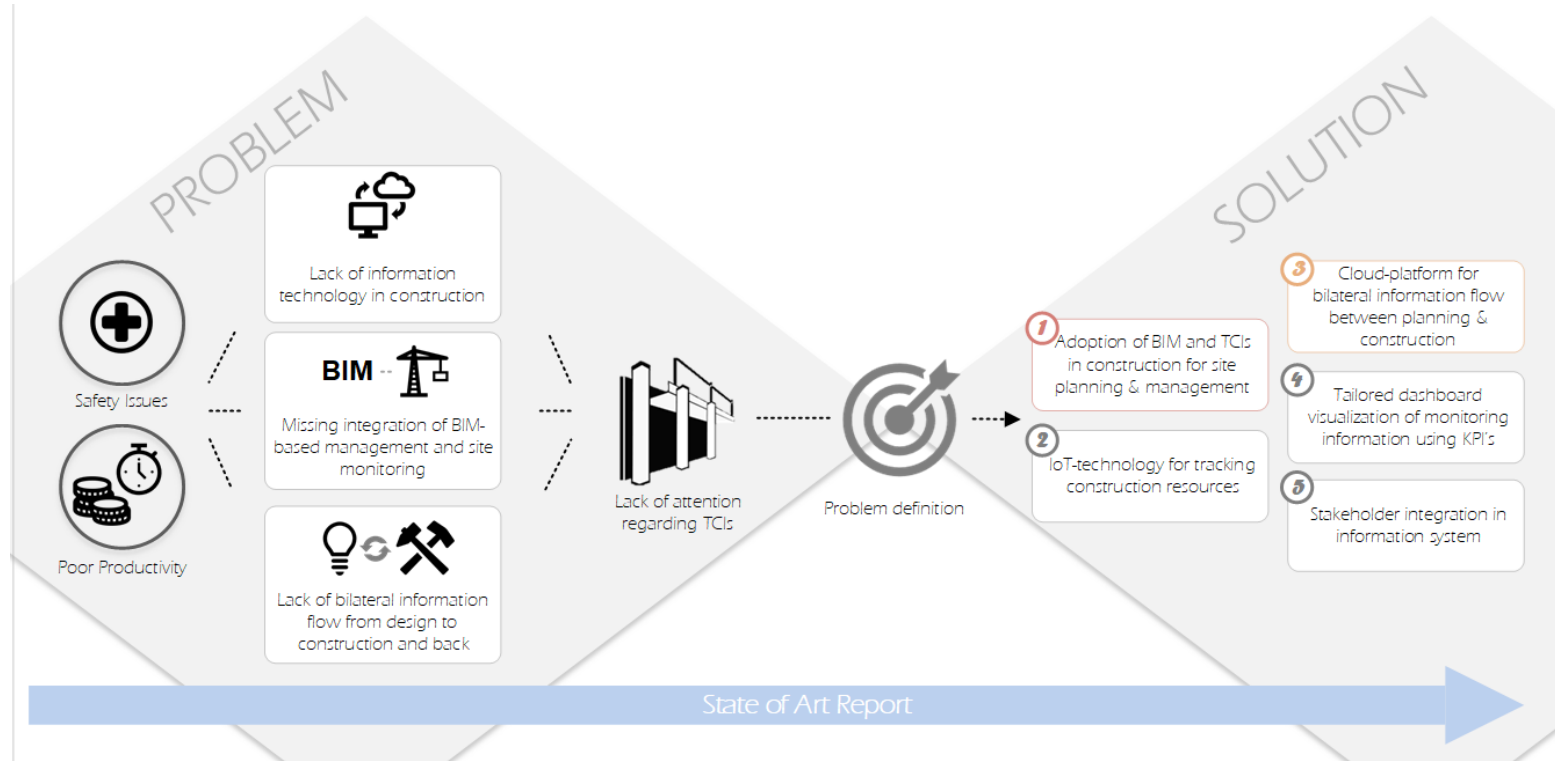 PROBLEM
SOLUTION
Safety Issues
Poor Productivity
Lack of information
technology in construction
BIM
Missing integration of BIM-
based management and site
monitoring
Lack of bilateral information
flow from design to
construction and back
Lack of attention
regarding TCIs
Problem definition
1
Adoption of BIM and TCIs
in construction for site
planning & management
2
IoT-technology for tracking
construction resources
3
Cloud-platform for
bilateral information flow
between planning &
construction
4
Tailored dashboard
visualization of monitoring
information using KPI's
5
Stakeholder integration in
information system
State of Art Report